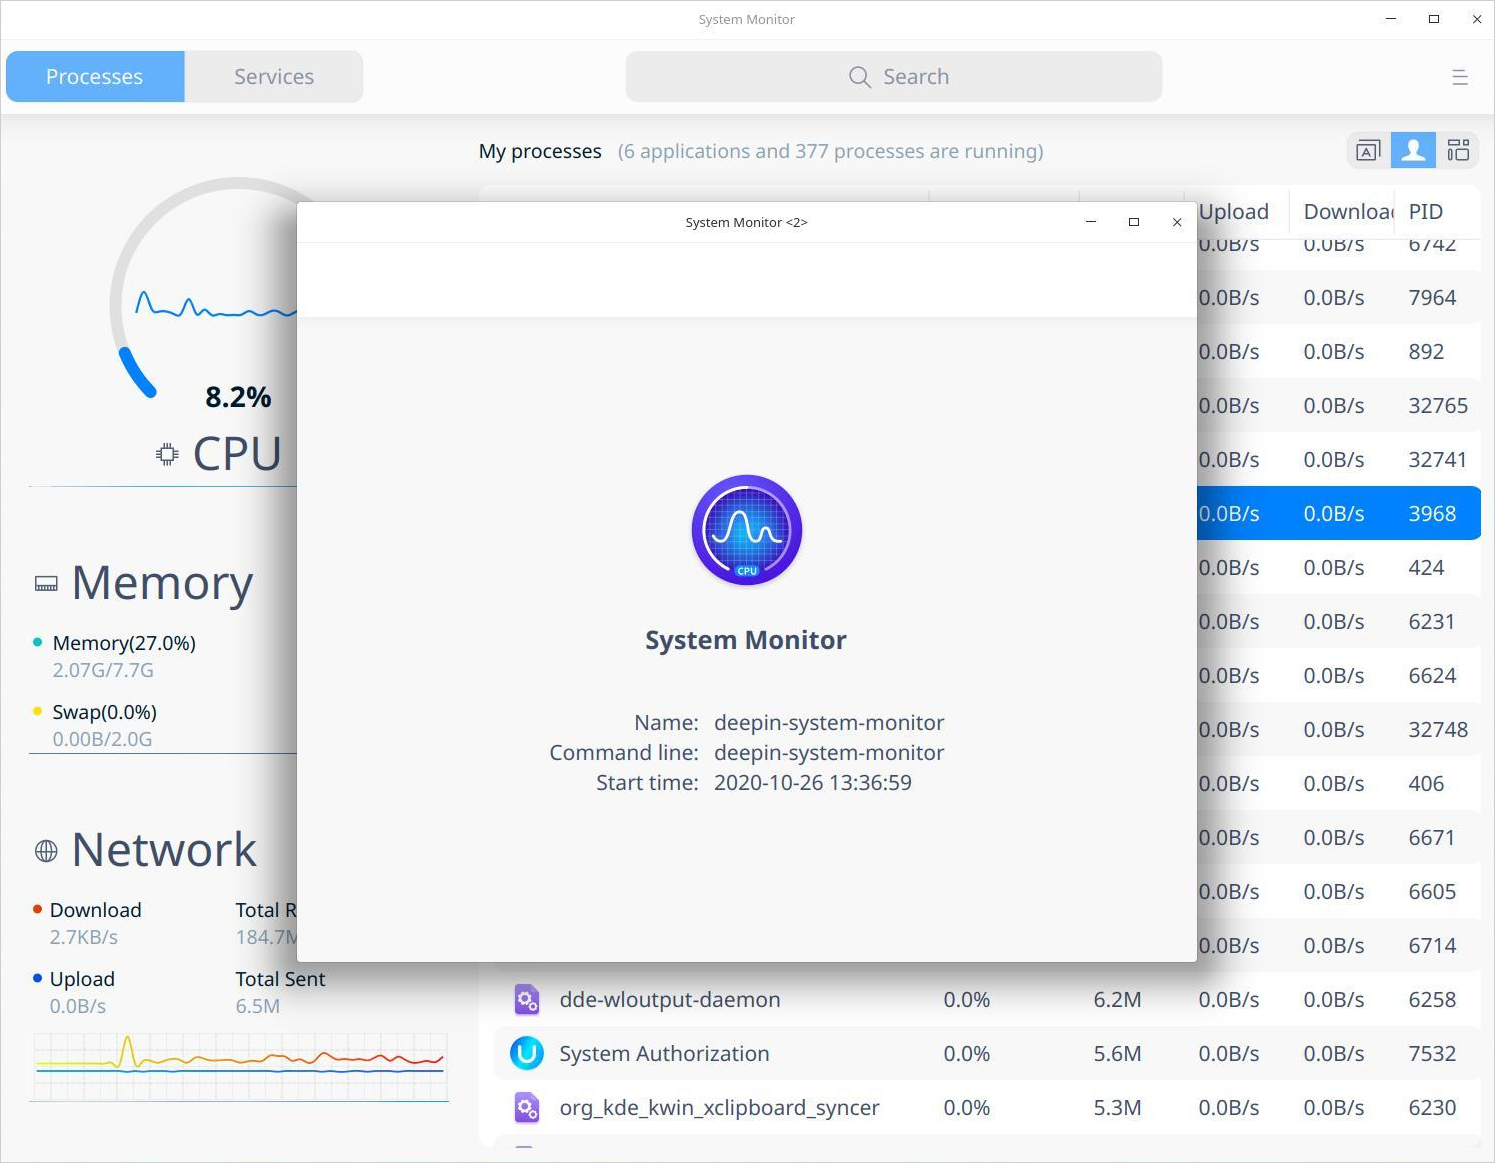 System Monitor
Processes
Services
Search
My processes (6 applications and 377 processes are running)
Upload Download PID
0.0B/s 0.0B/s 6742
0.0B/s 0.0B/s 7964
0.0B/s 0.0B/s 892
0.0B/s 0.0B/s 32765
0.0B/s 0.0B/s 32741
0.0B/s 0.0B/s 3968
0.0B/s 0.0B/s 424
0.0B/s 0.0B/s 6231
0.0B/s 0.0B/s 6624
0.0B/s 0.0B/s 32748
0.0B/s 0.0B/s 406
0.0B/s 0.0B/s 6671
0.0B/s 0.0B/s 6605
0.0B/s 0.0B/s 6714
dde-wloutput-daemon 0.0% 6.2M 0.0B/s 0.0B/s 6258
System Authorization 0.0% 5.6M 0.0B/s 0.0B/s 7532
org_kde_kwin_xclipboard_syncer 0.0% 5.3M 0.0B/s 0.0B/s 6230
8.2%
CPU
Memory
Memory(27.0%)
2.07G/7.7G
Swap(0.0%)
0.00B/2.0G
Network
Download Total R
2.7KB/s 184.7M
Upload Total Sent
0.0B/s 6.5M
System Monitor <2>
CPU
System Monitor
Name: deepin-system-monitor
Command line: deepin-system-monitor
Start time: 2020-10-26 13:36:59